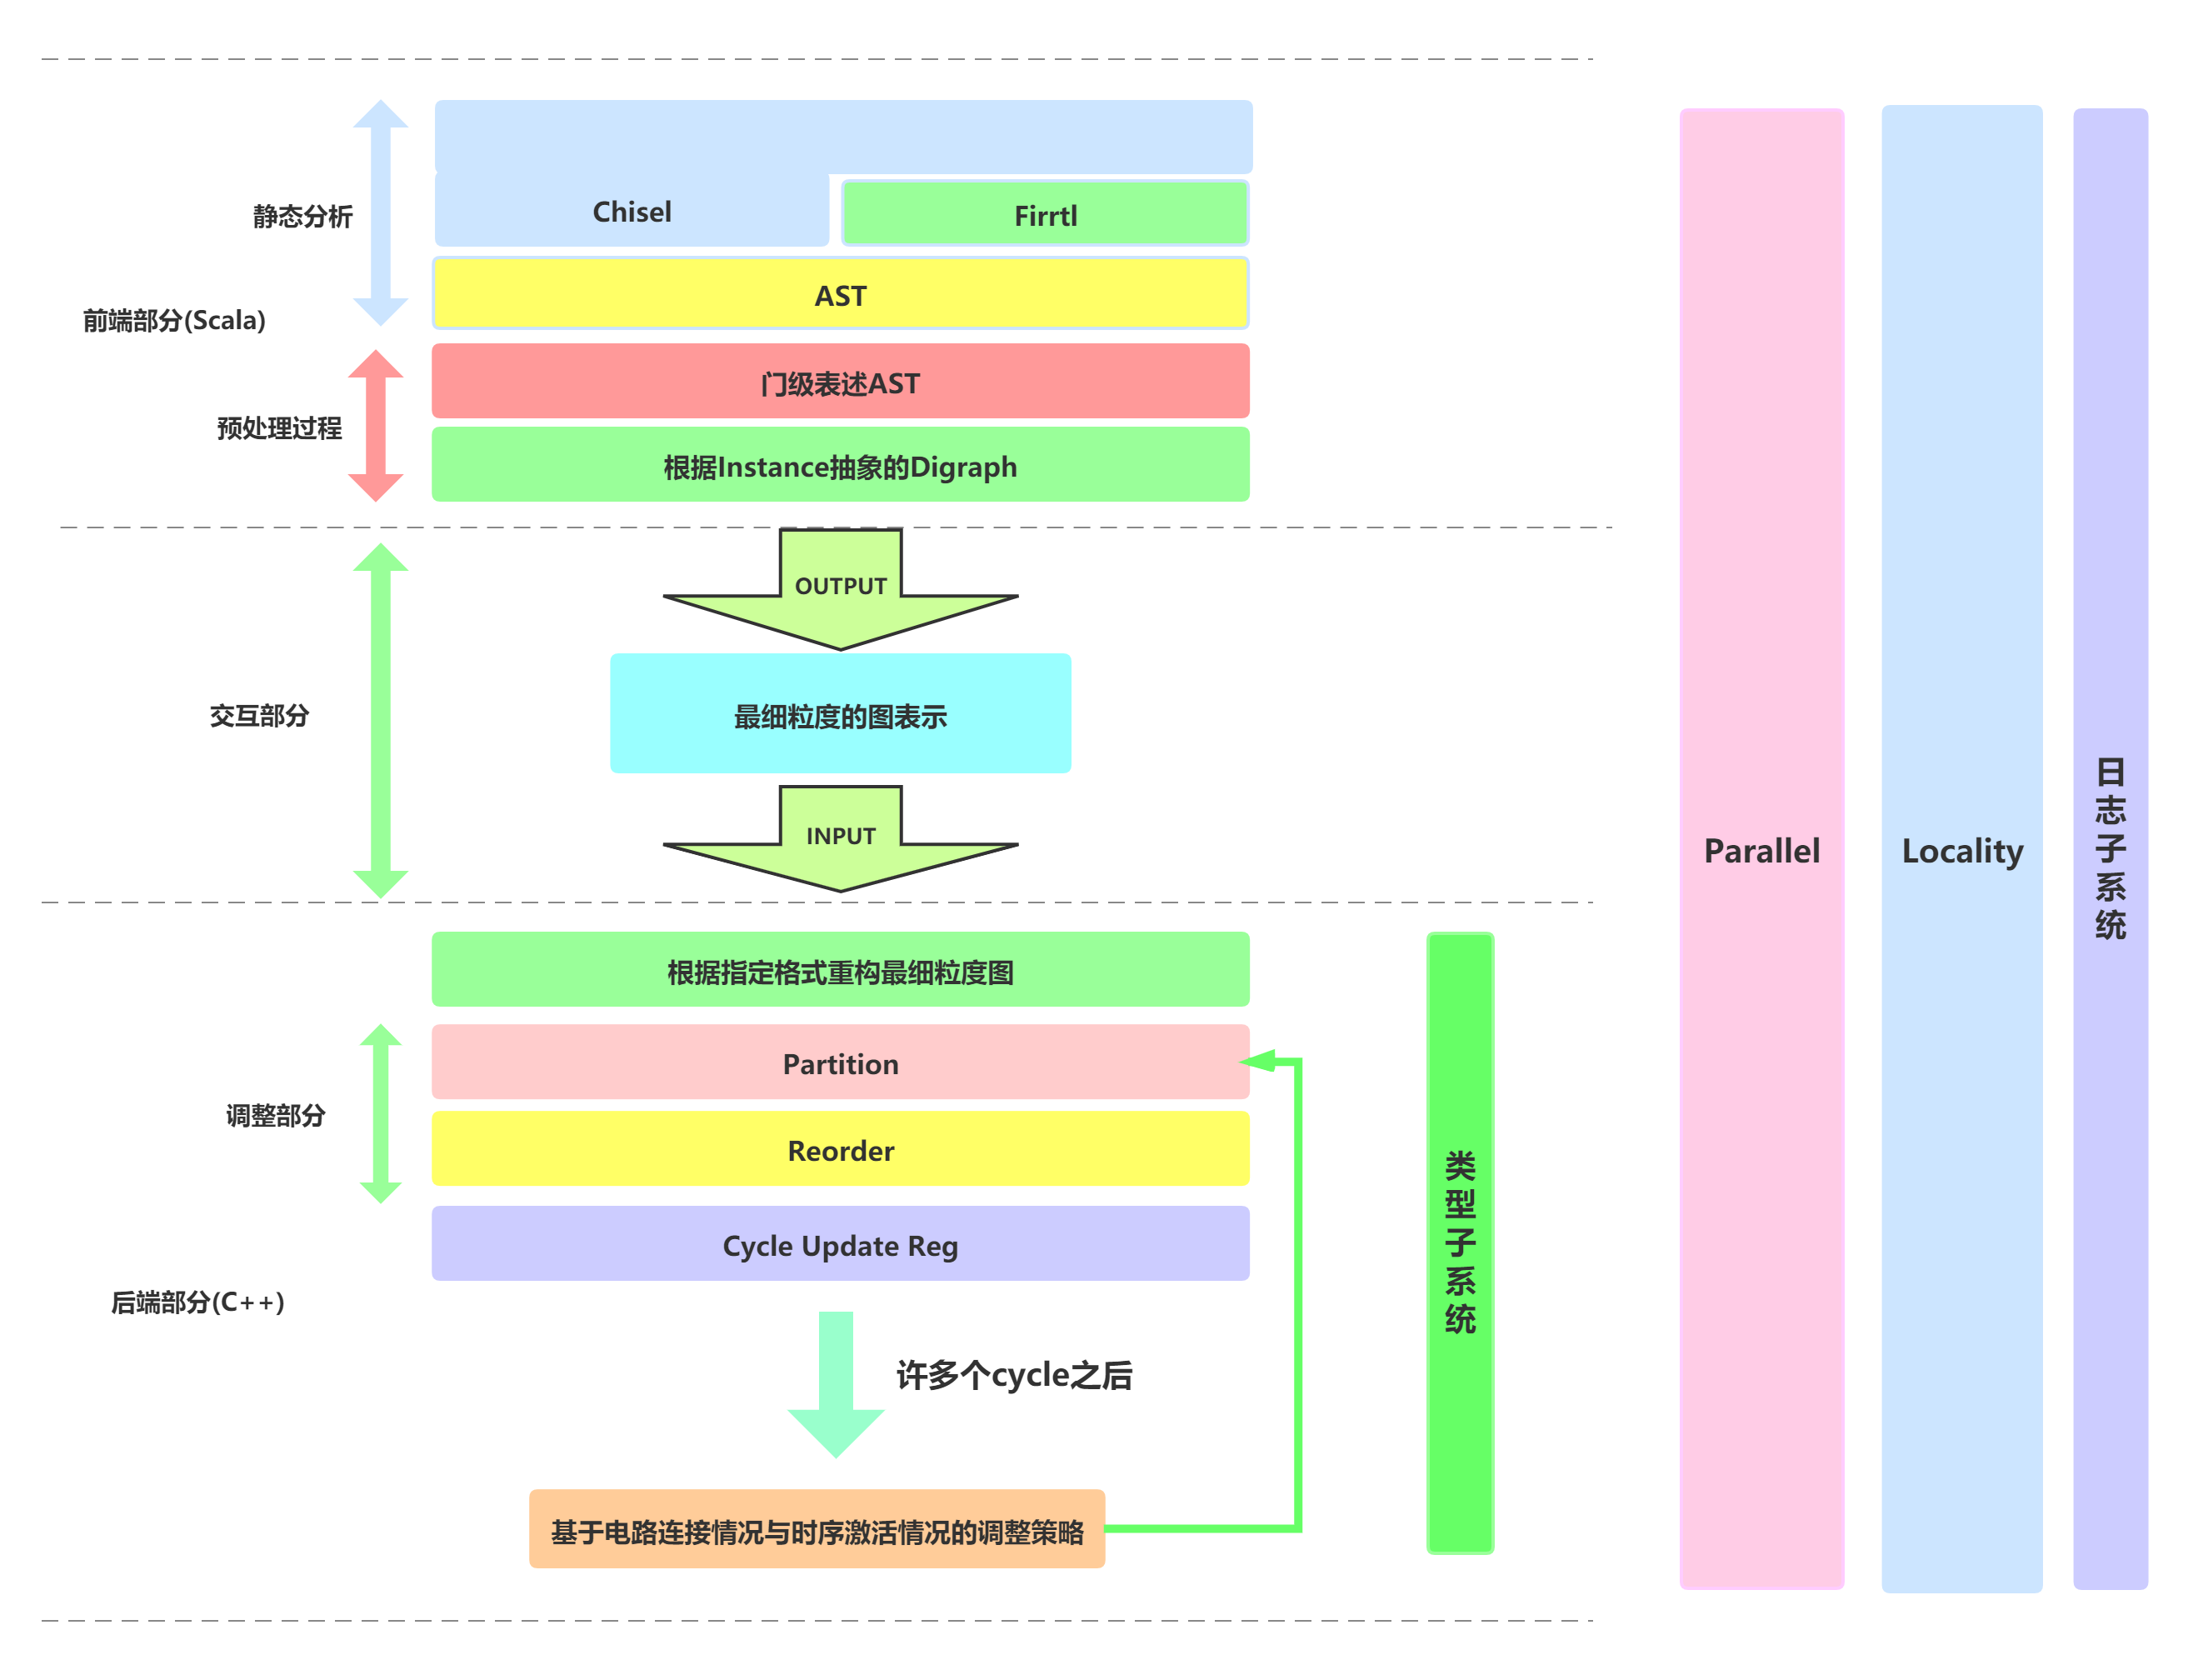 静态分析
Chisel
Firrtl
AST
前端部分(Scala)
门级表述AST
预处理过程
根据Instance抽象的Digraph
OUTPUT
交互部分
最细粒度的图表示
INPUT
根据指定格式重构最细粒度图
Partition
调整部分
Reorder
Cycle Update Reg
后端部分(C++)
许多个cycle之后
基于电路连接情况与时序激活情况的调整策略
类型子系统
Parallel
Locality
日志子系统